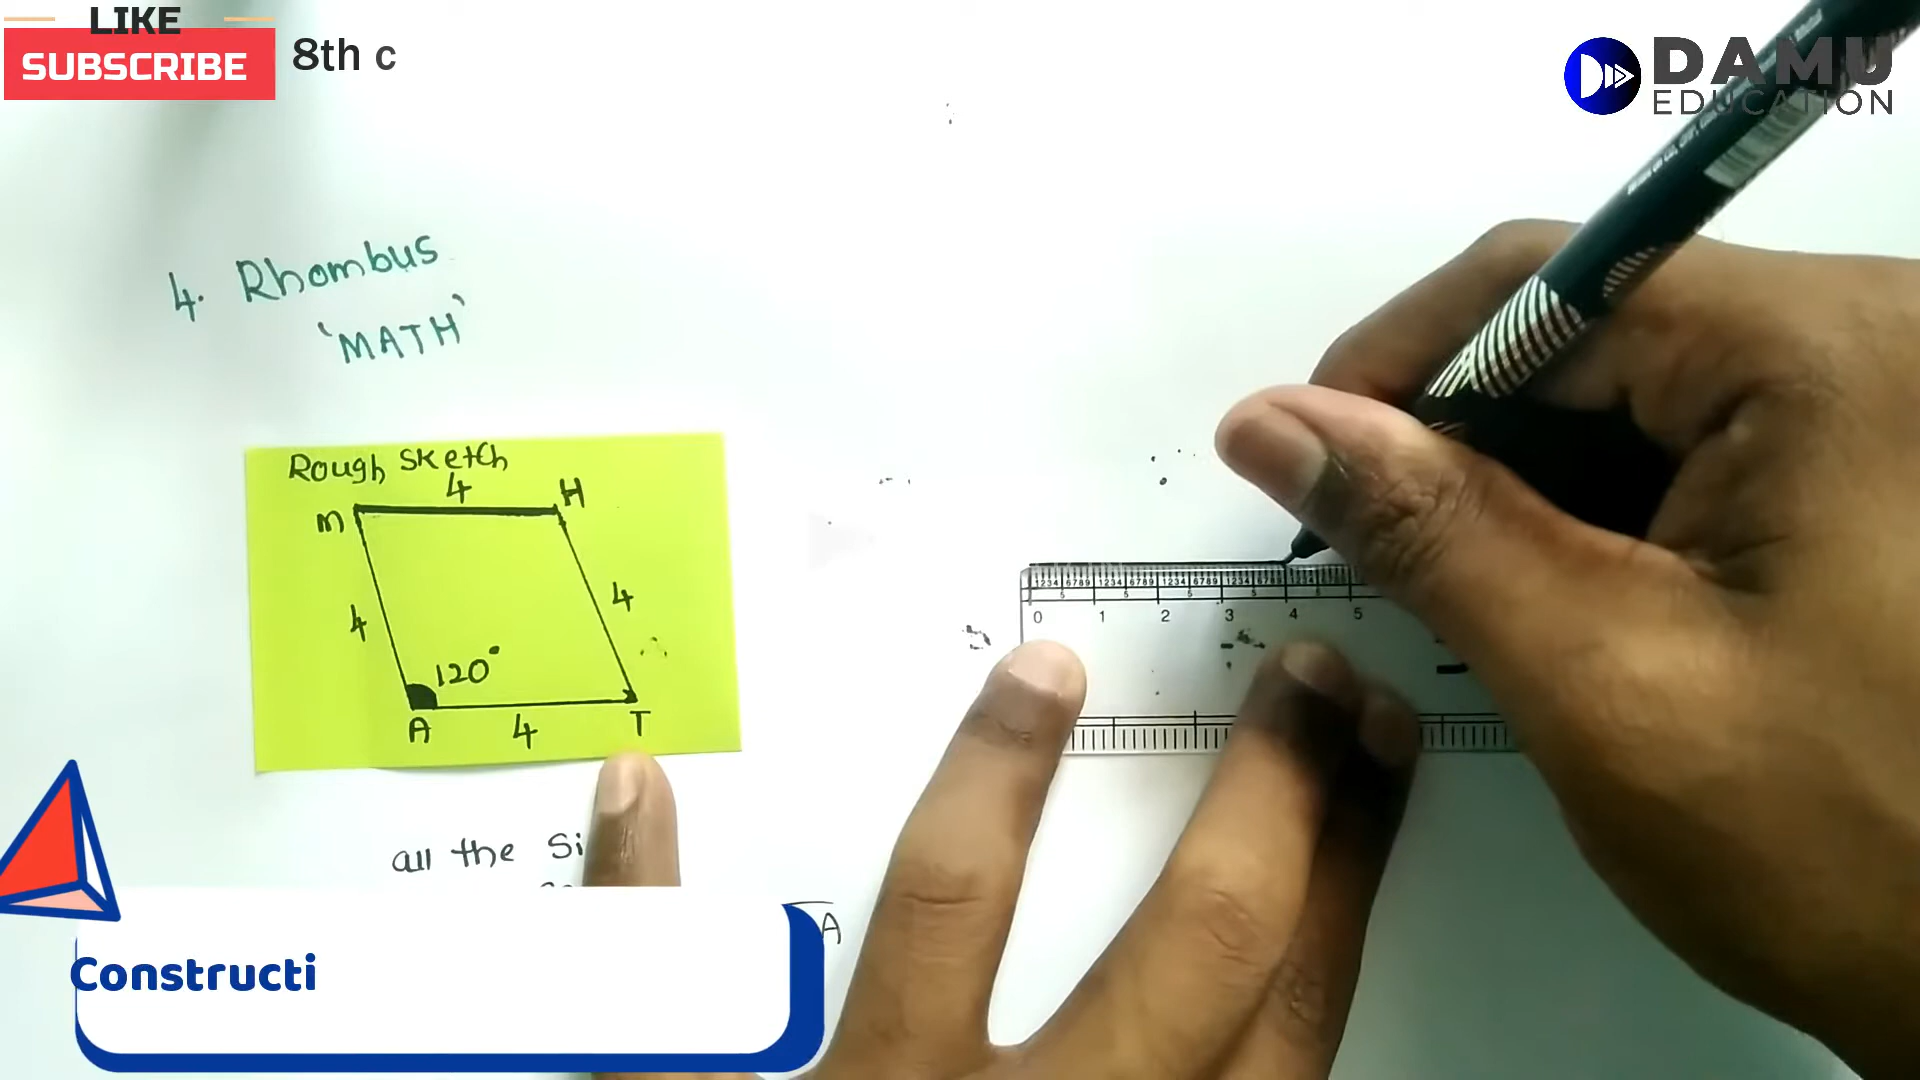 LIKE
SUBSCRIBE
8th c
DAMU
EDUCATION
4. Rhombus
'MATH'
Rough Sketch
4
M H
4 4
120°
A 4 T
0 1 2 3 4 5
all the Si
A
Constructi